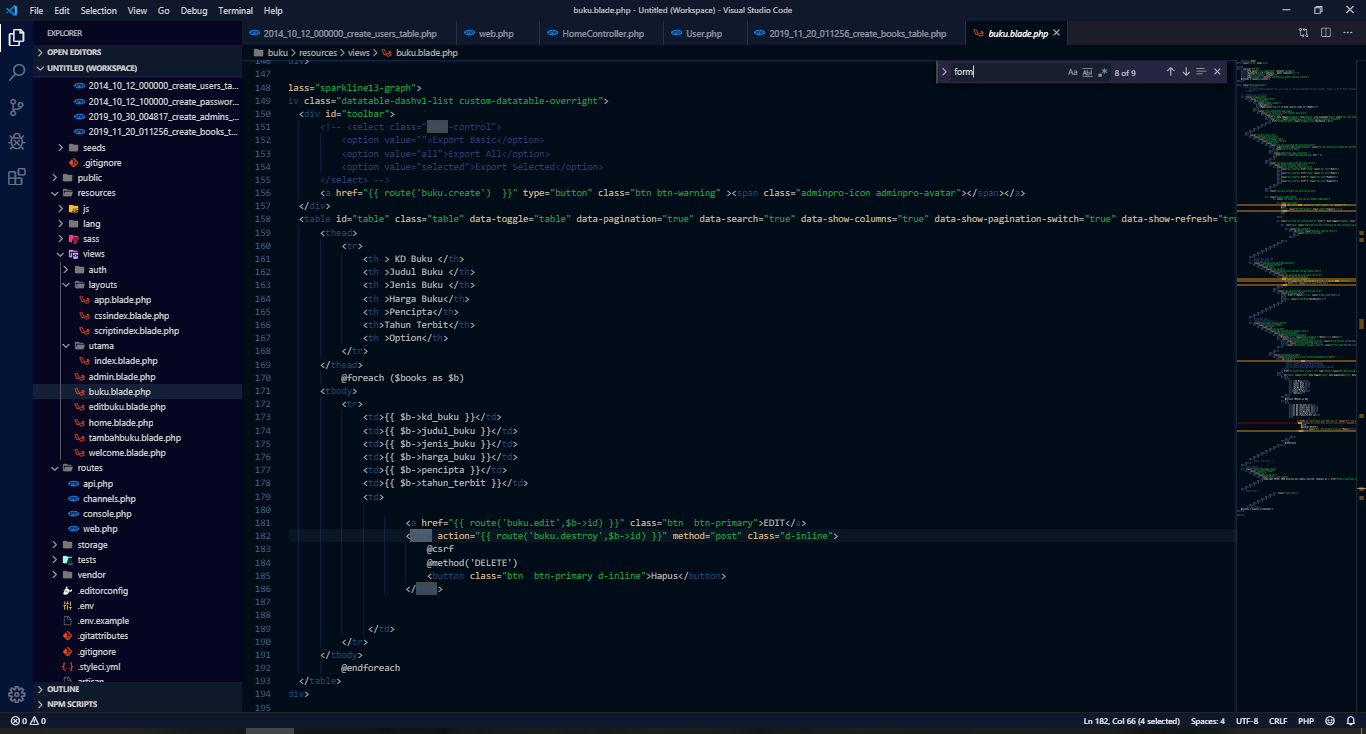 File Edit Selection View Go Debug Terminal Help
buku.blade.php - Untitled (Workspace) - Visual Studio Code
EXPLORER
2014_10_12_000000_create_users_table.php
web.php
HomeController.php
User.php
2019_11_20_011256_create_books_table.php
buku.blade.php
OPEN EDITORS
UNTITLED (WORKSPACE)
2014_10_12_000000_create_users_ta...
2014_10_12_100000_create_passwor...
2019_10_30_004817_create_admins_...
2019_11_20_011256_create_books_t...
seeds
.gitignore
public
resources
js
lang
sass
views
auth
layouts
app.blade.php
cssindex.blade.php
scriptindex.blade.php
utama
index.blade.php
admin.blade.php
buku.blade.php
editbuku.blade.php
home.blade.php
tambahbuku.blade.php
welcome.blade.php
routes
api.php
channels.php
console.php
web.php
storage
tests
vendor
.editorconfig
.env
.env.example
.gitattributes
.gitignore
.styleci.yml
artisan
OUTLINE
NPM SCRIPTS
buku > resources > views > buku.blade.php
form
Aa Abl .* 8 of 9
146 div>
147
148 lass="sparkline13-graph">
149 iv class="datatable-dashv1-list custom-datatable-overright">
150 <div id="toolbar">
151 <!-- <select class="-control">
152 <option value="">Export Basic</option>
153 <option value="all">Export All</option>
154 <option value="selected">Export Selected</option>
155 </select> -->
156 <a href="{{ route('buku.create')  }}" type="button" class="btn btn-warning" ><span class="adminpro-icon adminpro-avatar"></span></a>
157 </div>
158 <table id="table" class="table" data-toggle="table" data-pagination="true" data-search="true" data-show-columns="true" data-show-pagination-switch="true" data-show-refresh="tru
159 <thead>
160 <tr>
161 <th > KD Buku </th>
162 <th >Judul Buku </th>
163 <th >Jenis Buku </th>
164 <th >Harga Buku</th>
165 <th >Pencipta</th>
166 <th>Tahun Terbit</th>
167 <th >Option</th>
168 </tr>
169 </thead>
170 @foreach ($books as $b)
171 <tbody>
172 <tr>
173 <td>{{ $b->kd_buku }}</td>
174 <td>{{ $b->judul_buku }}</td>
175 <td>{{ $b->jenis_buku }}</td>
176 <td>{{ $b->harga_buku }}</td>
177 <td>{{ $b->pencipta }}</td>
178 <td>{{ $b->tahun_terbit }}</td>
179 <td>
180
181 <a href="{{ route('buku.edit',$b->id) }}" class="btn  btn-primary">EDIT</a>
182 < action="{{ route('buku.destroy',$b->id) }}" method="post" class="d-inline">
183 @csrf
184 @method('DELETE')
185 <button class="btn  btn-primary d-inline">Hapus</button>
186 </>
187
188
189 </td>
190 </tr>
191 </tbody>
192 @endforeach
193 </table>
194 div>
195
0 0
Ln 182, Col 66 (4 selected) Spaces: 4 UTF-8 CRLF PHP